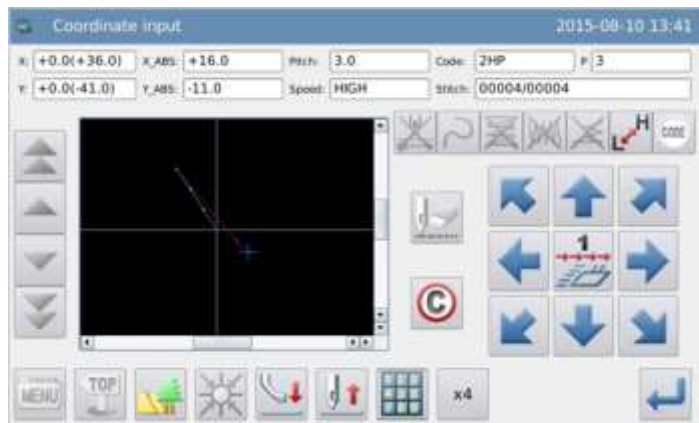 Coordinate input 2015-08-10 13:41
X: +0.0(+36.0) X_ABS: +16.0 Pitch: 3.0 Code: 2HP P 3
Y: +0.0(-41.0) Y_ABS: -11.0 Speed: HIGH Stitch: 00004/00004
L H CODE
1
C
MENU TOP x4